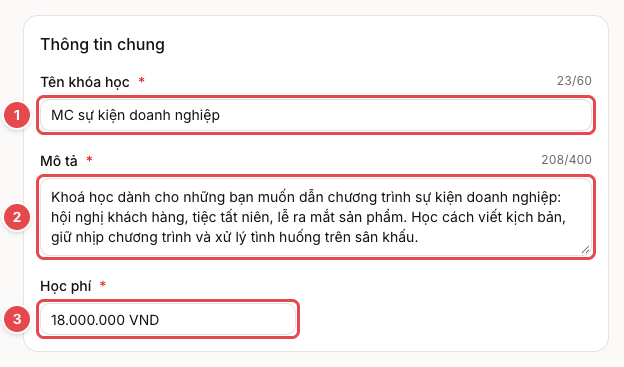 Thông tin chung
Tên khóa học * 23/60
1 MC sự kiện doanh nghiệp
Mô tả * 208/400
Khoá học dành cho những bạn muốn dẫn chương trình sự kiện doanh nghiệp:
2 hội nghị khách hàng, tiệc tất niên, lễ ra mắt sản phẩm. Học cách viết kịch bản,
giữ nhịp chương trình và xử lý tình huống trên sân khấu.
Học phí *
3 18.000.000 VND